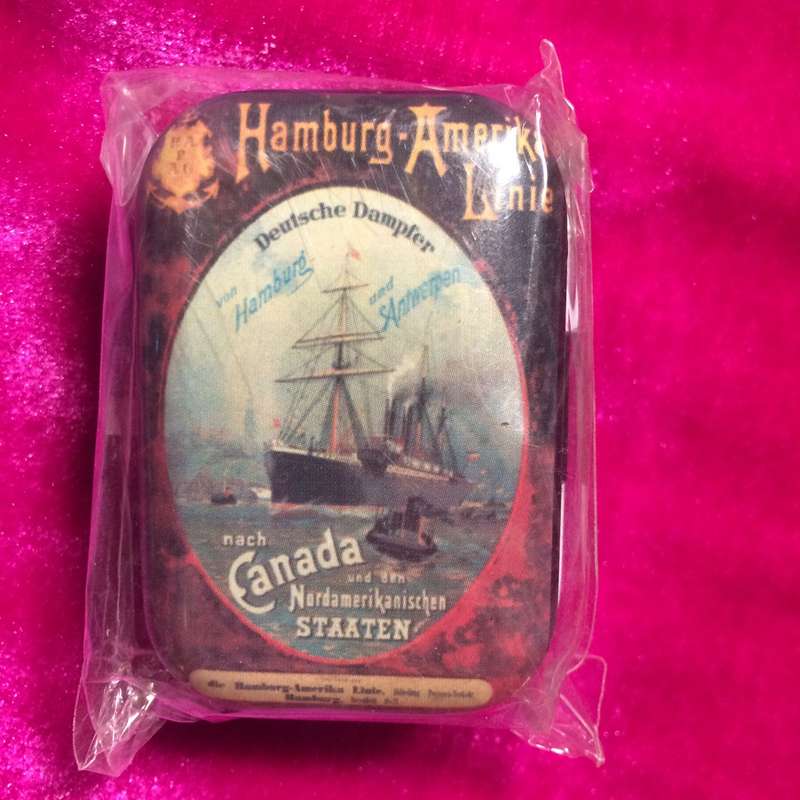 Hamburg-Amerika
Linie
Deutsche Dampfer
von Hamburg und Antwerpen
nach
Canada
und den
Nordamerikanischen
STAATEN
die Hamburg-Amerika Linie,
Hamburg,